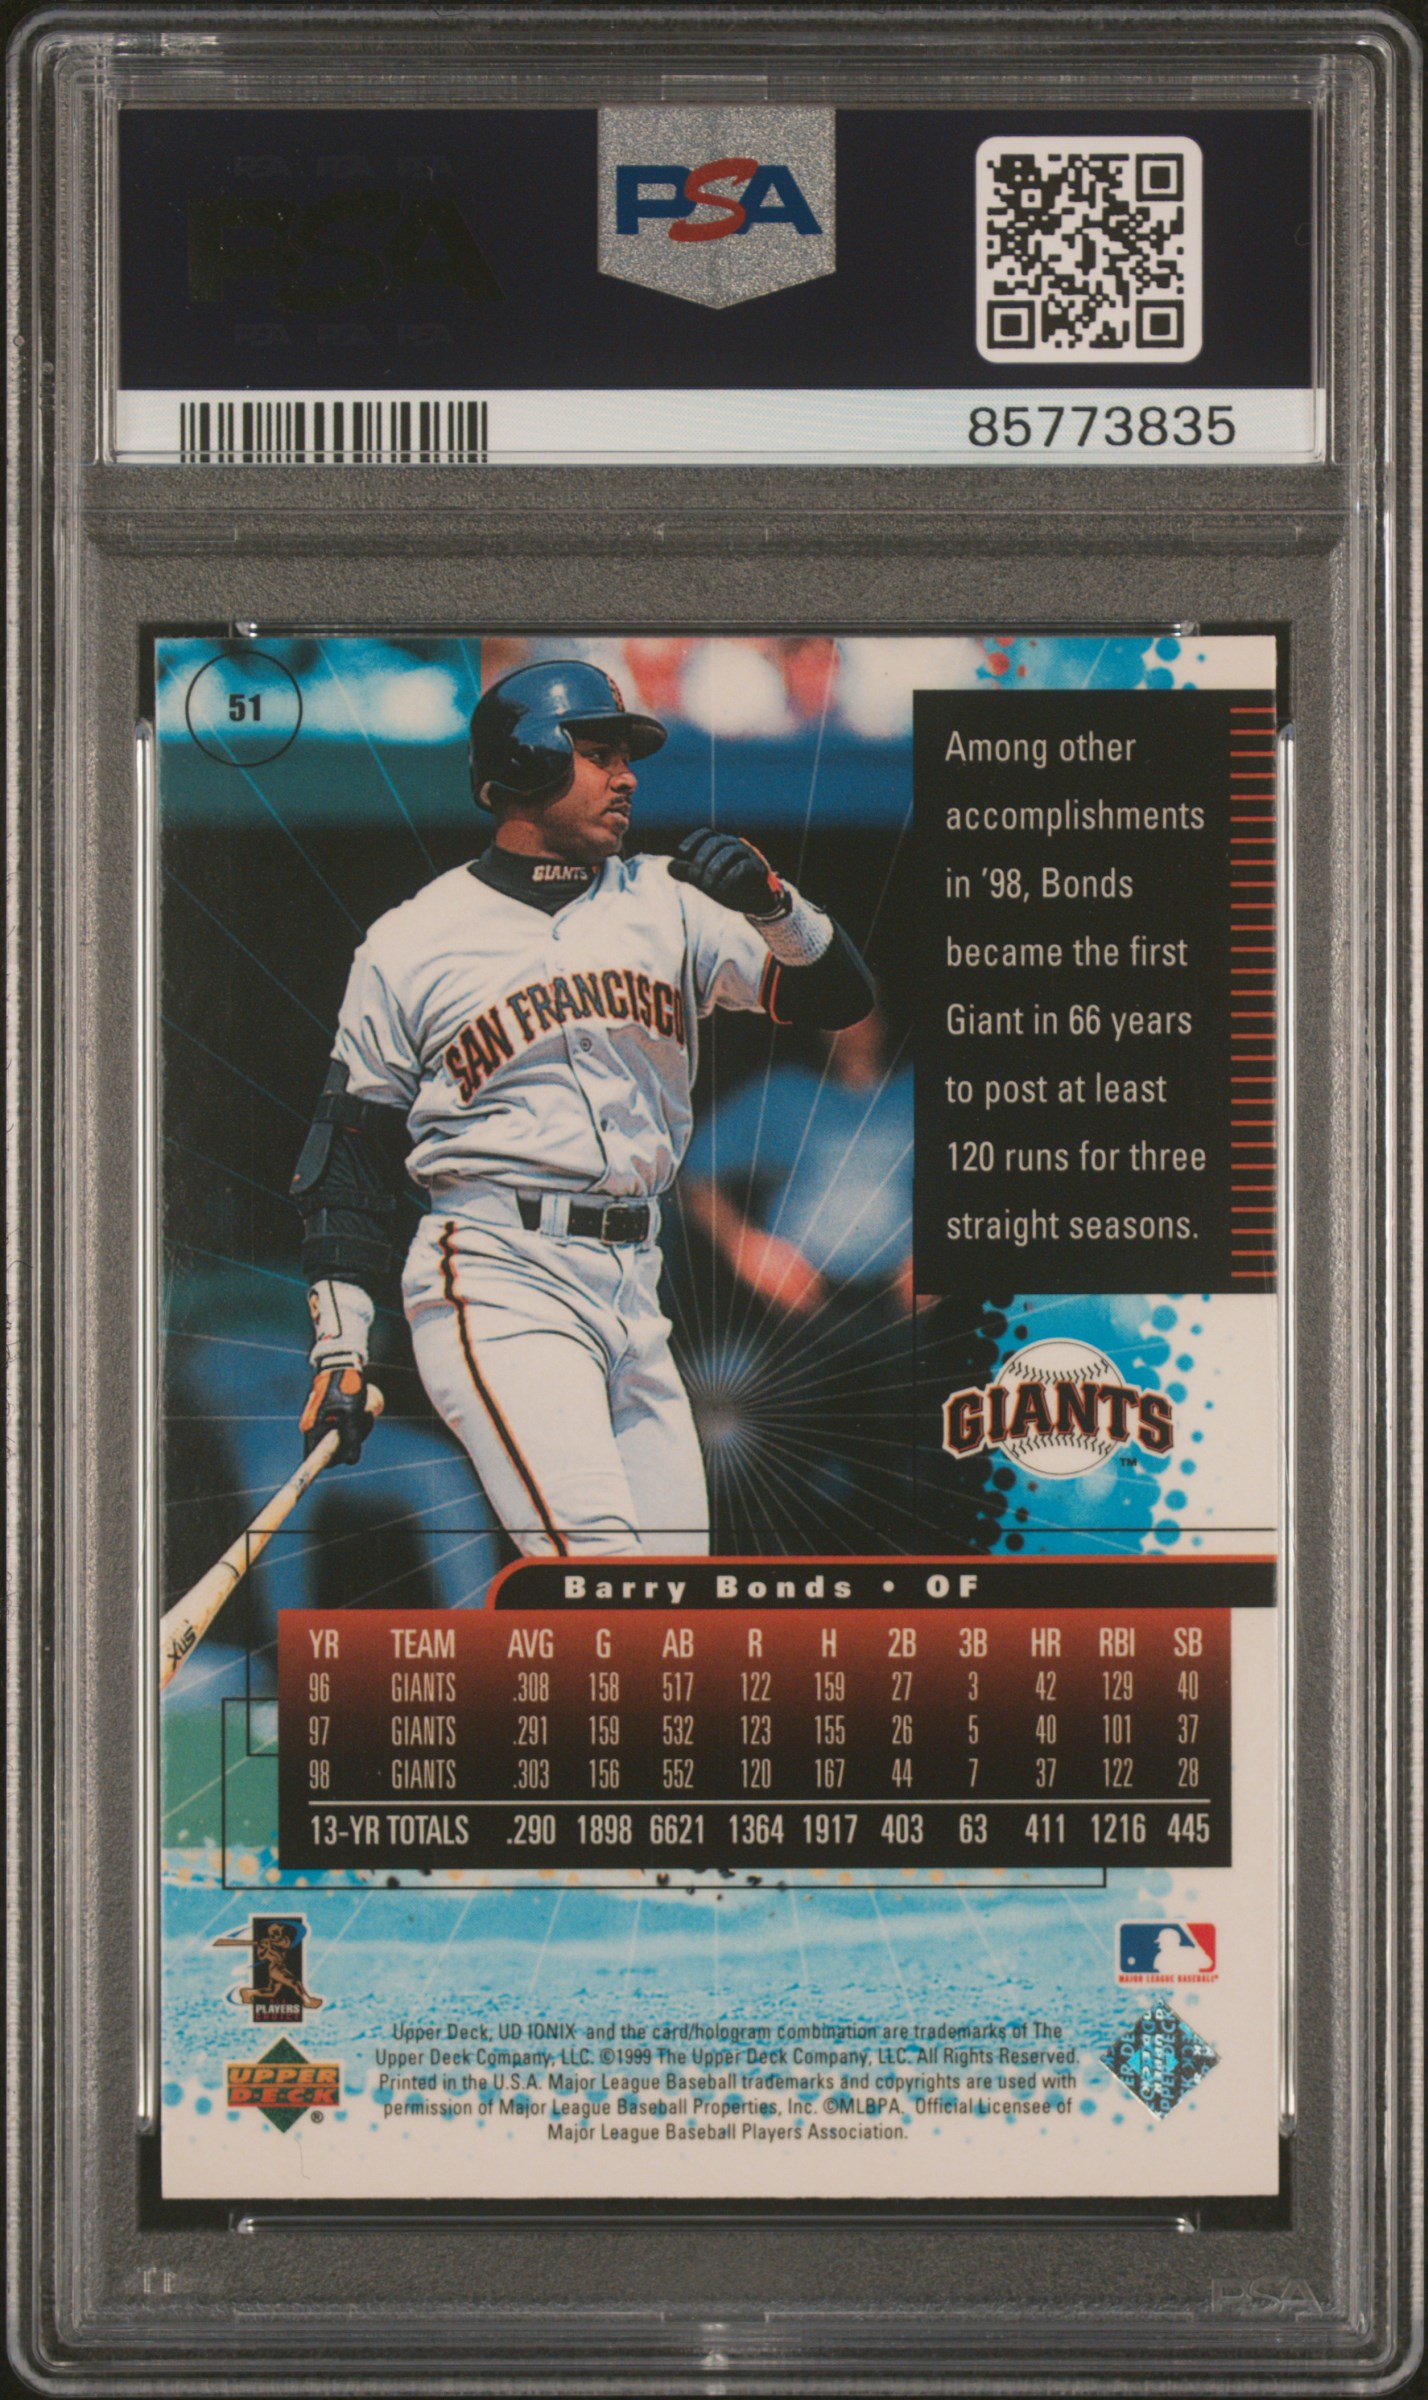 PSA PSA PSA
PSA
PSA PSA PSA
PSA
85773835
51
Among other
accomplishments
in '98, Bonds
became the first
Giant in 66 years
to post at least
120 runs for three
straight seasons.
GIANTS
SAN FRANCISCO
GIANTS
TM
Barry Bonds • OF
YR TEAM AVG G AB R H 2B 3B HR RBI SB
96 GIANTS .308 158 517 122 159 27 3 42 129 40
97 GIANTS .291 159 532 123 155 26 5 40 101 37
98 GIANTS .303 156 552 120 167 44 7 37 122 28
13-YR TOTALS .290 1898 6621 1364 1917 403 63 411 1216 445
PLAYERS
CHOICE
MAJOR LEAGUE BASEBALL
UPPER
D•E•C•K
®
Upper Deck, UD IONIX and the card/hologram combination are trademarks of The
Upper Deck Company, LLC. ©1999 The Upper Deck Company, LLC. All Rights Reserved.
Printed in the U.S.A. Major League Baseball trademarks and copyrights are used with
permission of Major League Baseball Properties, Inc. ©MLBPA. Official Licensee of
Major League Baseball Players Association.
PSA